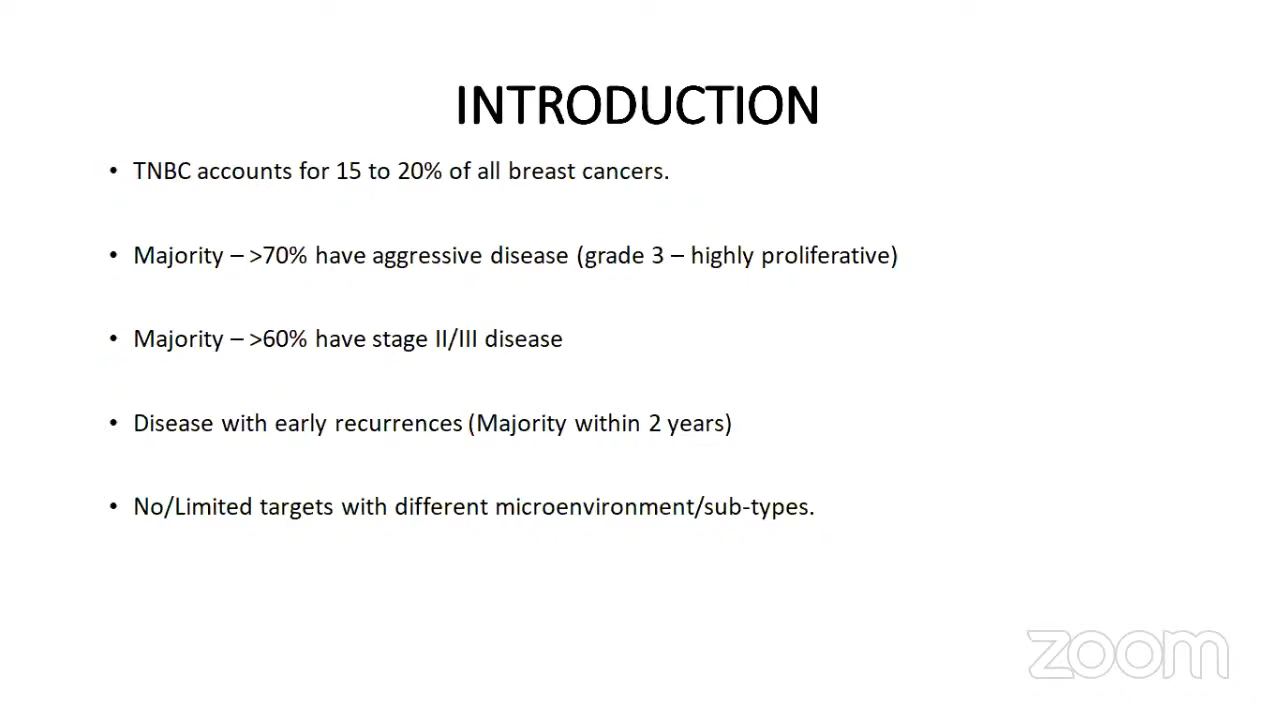 INTRODUCTION
• TNBC accounts for 15 to 20% of all breast cancers.
• Majority – >70% have aggressive disease (grade 3 – highly proliferative)
• Majority – >60% have stage II/III disease
• Disease with early recurrences (Majority within 2 years)
• No/Limited targets with different microenvironment/sub-types.
zoom